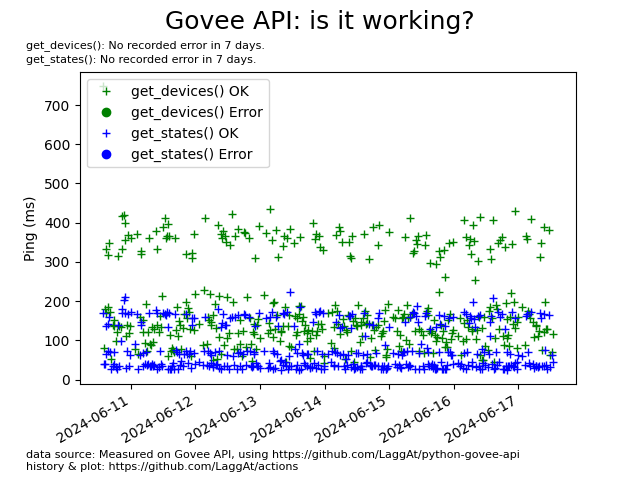 Govee API: is it working?
get_devices(): No recorded error in 7 days.
get_states(): No recorded error in 7 days.
get_devices() OK
get_devices() Error
get_states() OK
get_states() Error
Ping (ms)
700
600
500
400
300
200
100
0
2024-06-11
2024-06-12
2024-06-13
2024-06-14
2024-06-15
2024-06-16
2024-06-17
data source: Measured on Govee API, using https://github.com/LaggAt/python-govee-api
history & plot: https://github.com/LaggAt/actions